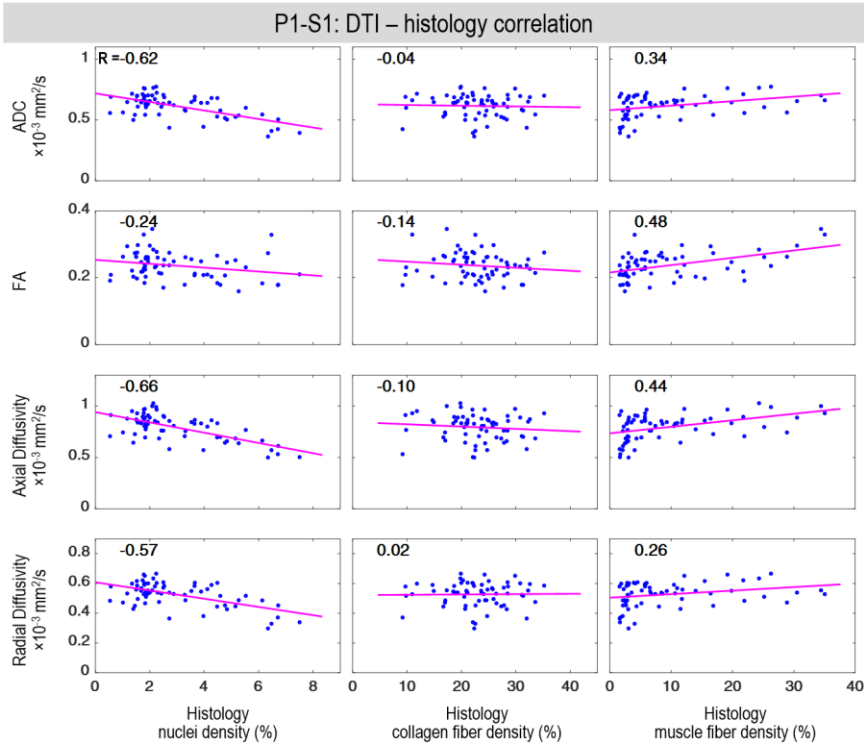 P1-S1: DTI – histology correlation
R =-0.62
-0.04
0.34
1
0.5
0
ADC
×10-3 mm2/s
-0.24
-0.14
0.48
0.4
0.2
0
FA
-0.66
-0.10
0.44
1
0.5
0
Axial Diffusivity
×10-3 mm2/s
-0.57
0.02
0.26
0.8
0.6
0.4
0.2
0
Radial Diffusivity
×10-3 mm2/s
0 2 4 6 8
10 20 30 40
0 10 20 30 40
Histology
nuclei density (%)
Histology
collagen fiber density (%)
Histology
muscle fiber density (%)